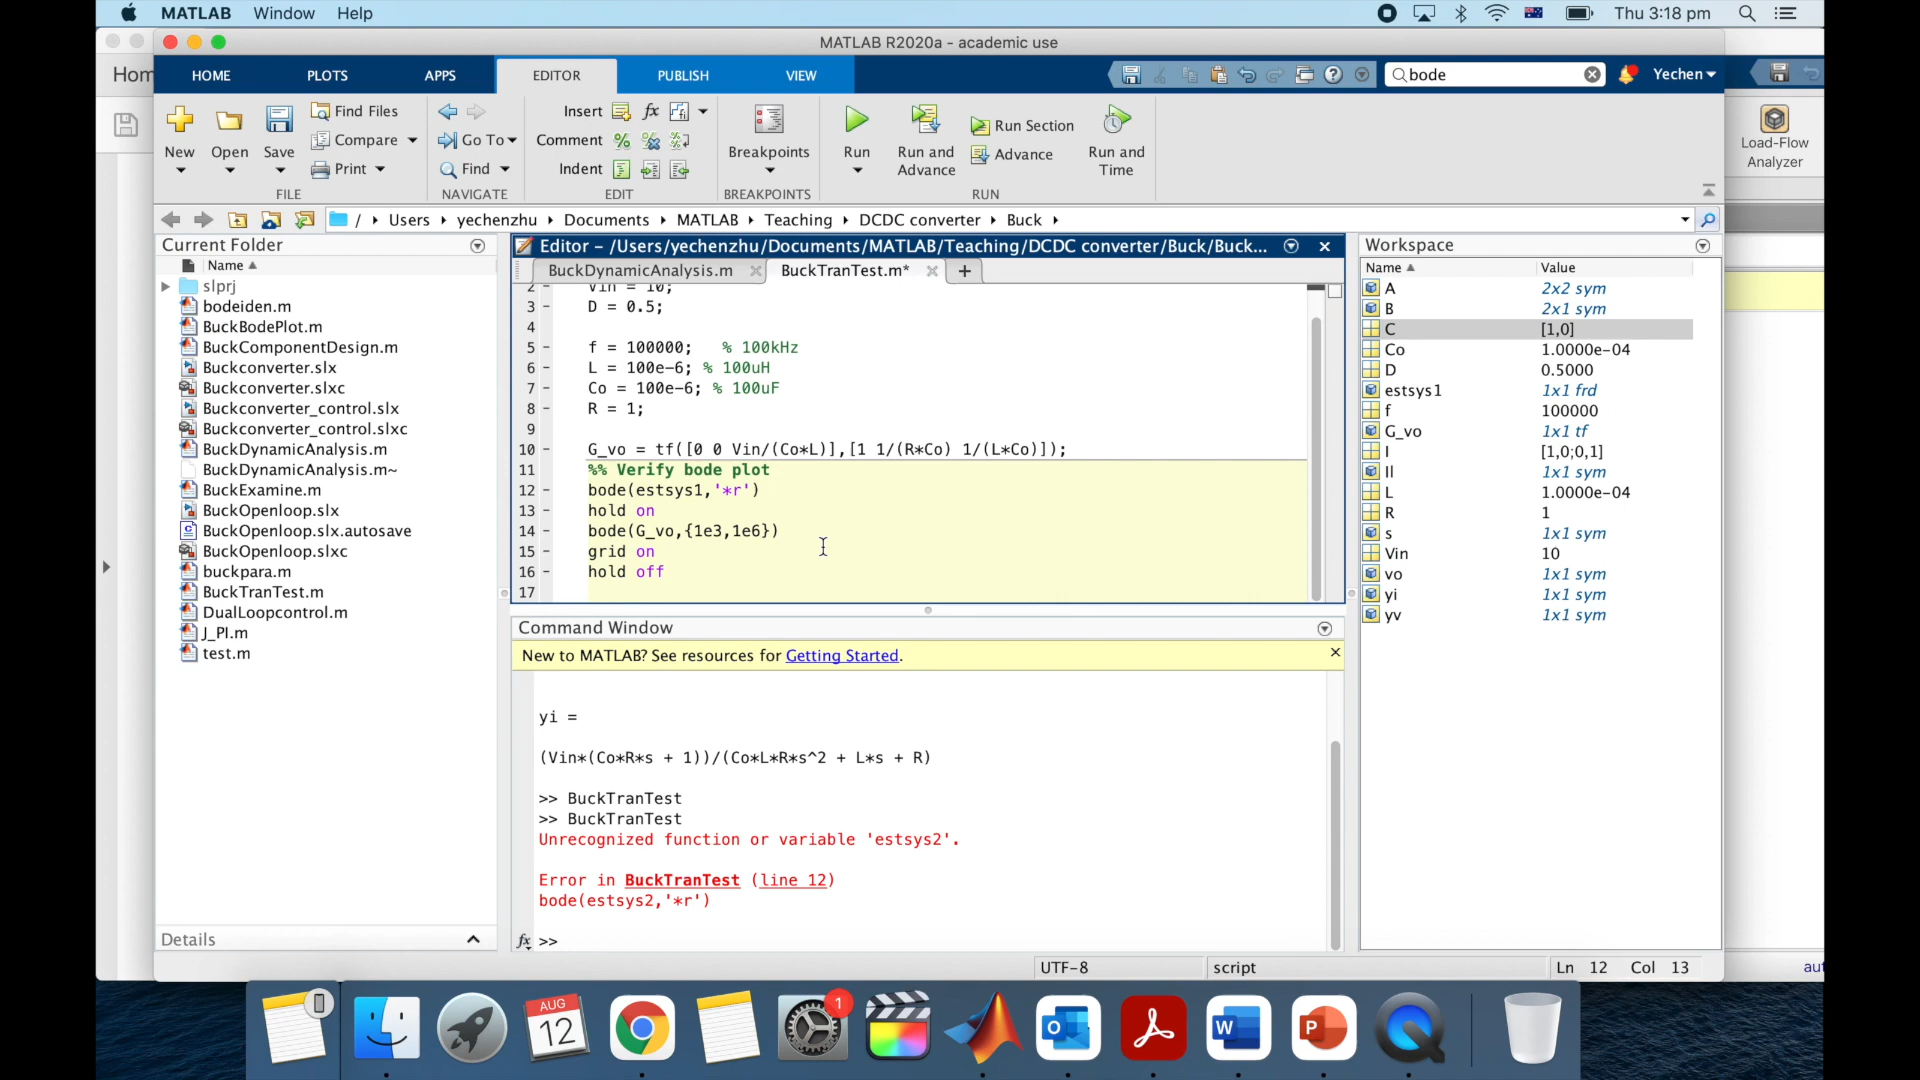 MATLAB Window Help Thu 3:18 pm
MATLAB R2020a - academic use
Hom HOME PLOTS APPS EDITOR PUBLISH VIEW bode Yechen
New Open Save Find Files Compare Print
Go To Find
Insert Comment Indent
Breakpoints Run Run and Advance Run Section Advance Run and Time
Load-Flow Analyzer
FILE NAVIGATE EDIT BREAKPOINTS RUN
/ Users yechenzhu Documents MATLAB Teaching DCDC converter Buck
Current Folder
Name
slprj
bodeiden.m
BuckBodePlot.m
BuckComponentDesign.m
Buckconverter.slx
Buckconverter.slxc
Buckconverter_control.slx
Buckconverter_control.slxc
BuckDynamicAnalysis.m
BuckDynamicAnalysis.m~
BuckExamine.m
BuckOpenloop.slx
BuckOpenloop.slx.autosave
BuckOpenloop.slxc
buckpara.m
BuckTranTest.m
DualLoopcontrol.m
J_PI.m
test.m
Details
Editor - /Users/yechenzhu/Documents/MATLAB/Teaching/DCDC converter/Buck/Buck...
BuckDynamicAnalysis.m BuckTranTest.m*
2 - Vin = 10;
3 - D = 0.5;
4
5 - f = 100000; % 100kHz
6 - L = 100e-6; % 100uH
7 - Co = 100e-6; % 100uF
8 - R = 1;
9
10 - G_vo = tf([0 0 Vin/(Co*L)],[1 1/(R*Co) 1/(L*Co)]);
11 %% Verify bode plot
12 - bode(estsys1,'*r')
13 - hold on
14 - bode(G_vo,{1e3,1e6})
15 - grid on
16 - hold off
17
Command Window
New to MATLAB? See resources for Getting Started.
yi =
(Vin*(Co*R*s + 1))/(Co*L*R*s^2 + L*s + R)
>> BuckTranTest
>> BuckTranTest
Unrecognized function or variable 'estsys2'.
Error in BuckTranTest (line 12)
bode(estsys2,'*r')
fx >>
Workspace
Name Value
A 2x2 sym
B 2x1 sym
C [1,0]
Co 1.0000e-04
D 0.5000
estsys1 1x1 frd
f 100000
G_vo 1x1 tf
I [1,0;0,1]
Il 1x1 sym
L 1.0000e-04
R 1
s 1x1 sym
Vin 10
vo 1x1 sym
yi 1x1 sym
yv 1x1 sym
UTF-8 script Ln 12 Col 13
aut
AUG
12
1
O
W
P